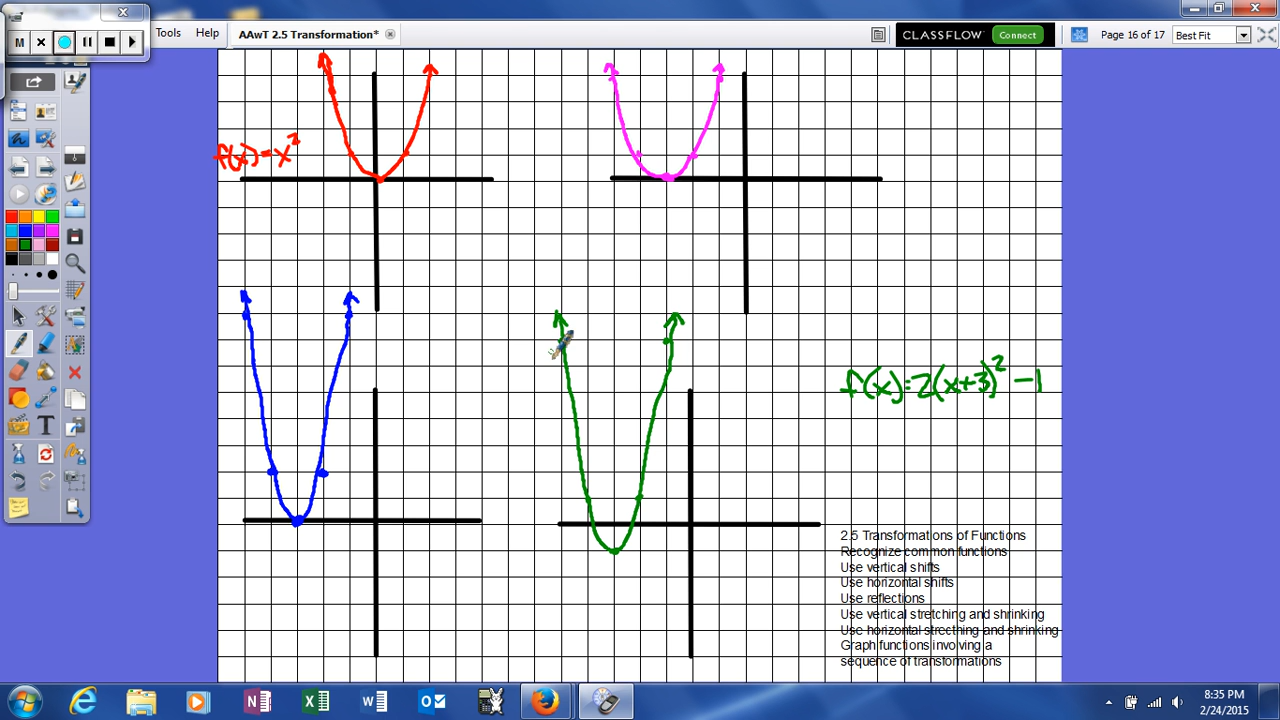 M
Tools Help
AAwT 2.5 Transformation*
CLASSFLOW Connect
Page 16 of 17
Best Fit
f(x)=x²
f(x)=2(x+3)² -1
2.5 Transformations of Functions
Recognize common functions
Use vertical shifts
Use horizontal shifts
Use reflections
Use vertical stretching and shrinking
Use horizontal strecthing and shrinking
Graph functions involving a
sequence of transformations
8:35 PM
2/24/2015